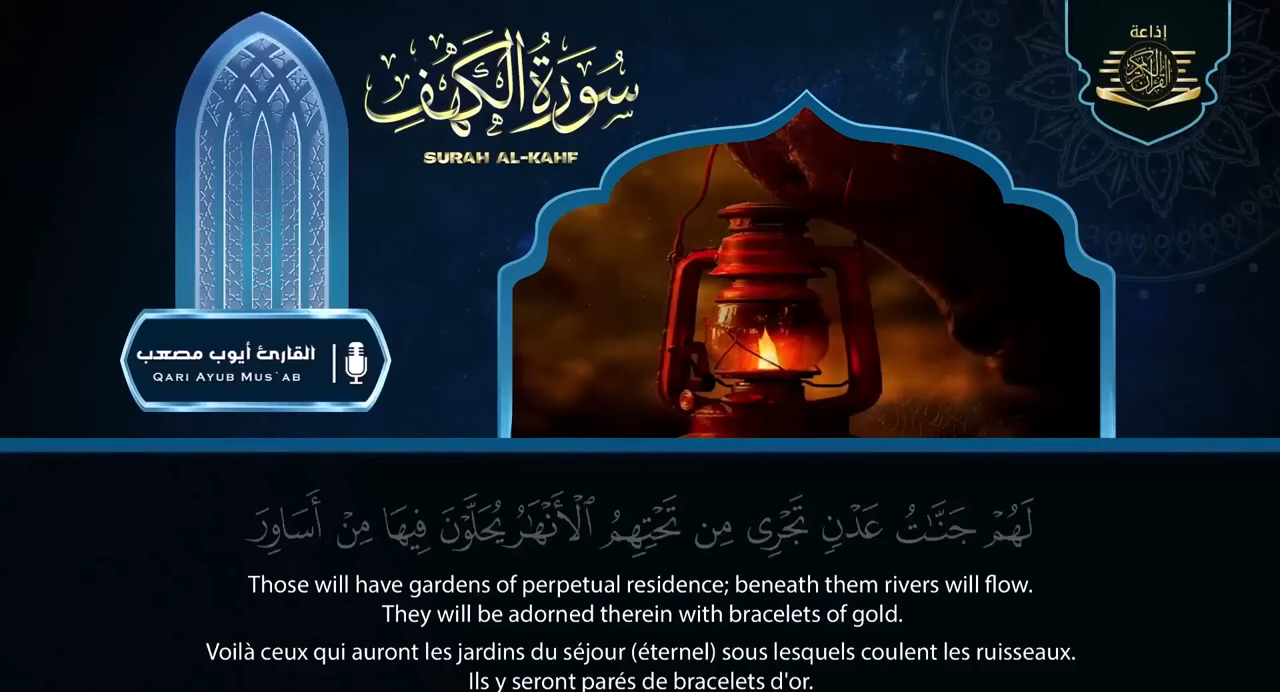 إذاعة
القرآن الكريم
سُورَةُ الكَهْفِ
SURAH AL-KAHF
القارئ أيوب مصعب
QARI AYUB MUS`AB
لَهُمْ جَنَّـٰتُ عَدْنٍ تَجْرِى مِن تَحْتِهِمُ ٱلْأَنْهَـٰرُ يُحَلَّوْنَ فِيهَا مِنْ أَسَاوِرَ
Those will have gardens of perpetual residence; beneath them rivers will flow.
They will be adorned therein with bracelets of gold.
Voilà ceux qui auront les jardins du séjour (éternel) sous lesquels coulent les ruisseaux.
Ils y seront parés de bracelets d'or.